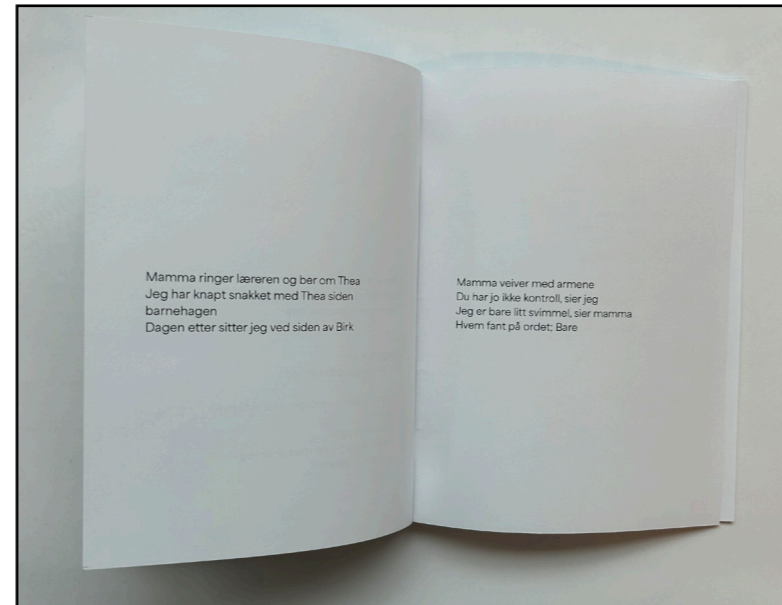 Mamma ringer læreren og ber om Thea
Jeg har knapt snakket med Thea siden
barnehagen
Dagen etter sitter jeg ved siden av Birk
Mamma veiver med armene
Du har jo ikke kontroll, sier jeg
Jeg er bare litt svimmel, sier mamma
Hvem fant på ordet; Bare